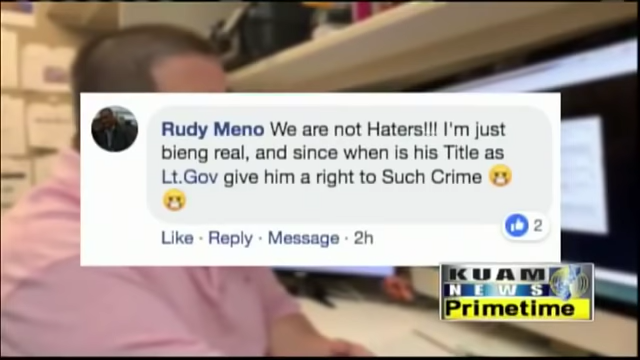 Rudy Meno We are not Haters!!! I'm just
bieng real, and since when is his Title as
Lt.Gov give him a right to Such Crime 😷
😷
2
Like · Reply · Message · 2h
KUAM
NEWS
Primetime